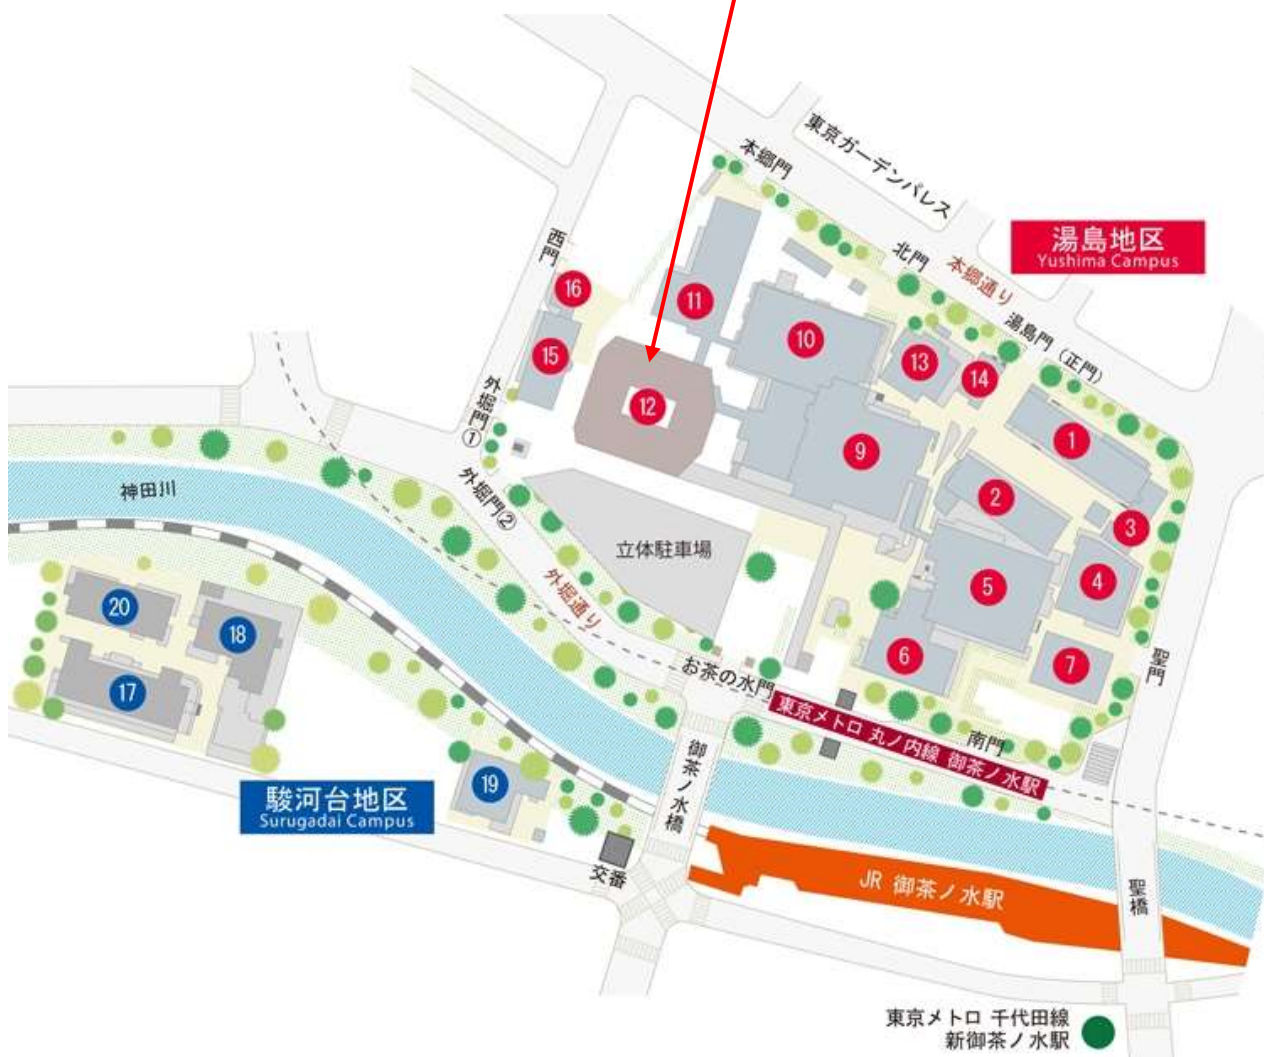 本郷門
東京ガーデンパレス
湯島地区
Yushima Campus
西門
北門
本郷通り
湯島門（正門）
16
11
10
13
14
15
12
外堀門①
1
9
2
3
神田川
外堀門②
立体駐車場
5
4
外堀通り
20
18
6
7
聖門
17
お茶の水門
東京メトロ 丸ノ内線 御茶ノ水駅
南門
御茶ノ水橋
19
駿河台地区
Surugadai Campus
交番
JR 御茶ノ水駅
聖橋
東京メトロ 千代田線
新御茶ノ水駅